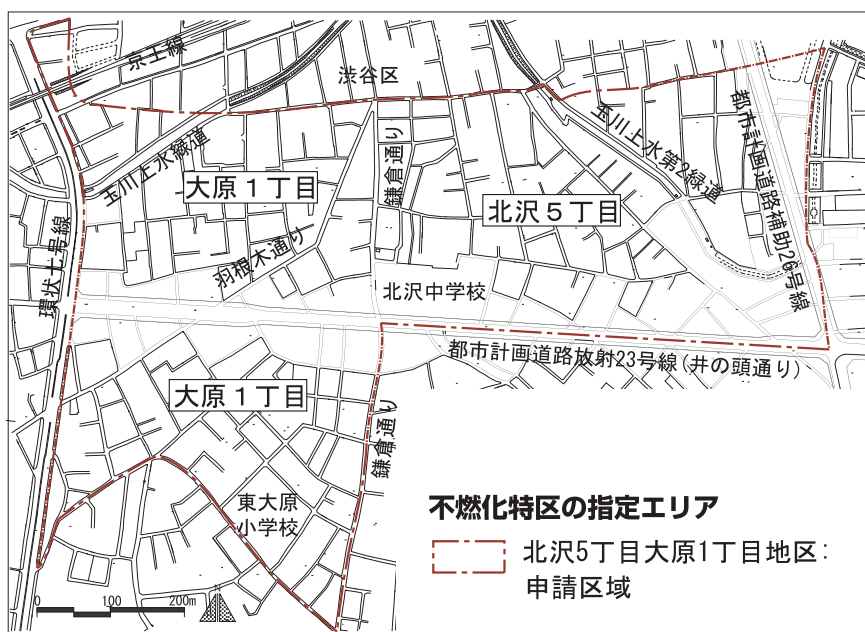 京王線
渋谷区
玉川上水緑道
鎌倉通り
玉川上水第2緑道
都市計画道路補助26号線
大原1丁目
北沢5丁目
環状七号線
羽根木通り
北沢中学校
都市計画道路放射23号線(井の頭通り)
大原1丁目
鎌倉通り
東大原
小学校
不燃化特区の指定エリア
北沢5丁目大原1丁目地区:
申請区域
0 100 200m
N